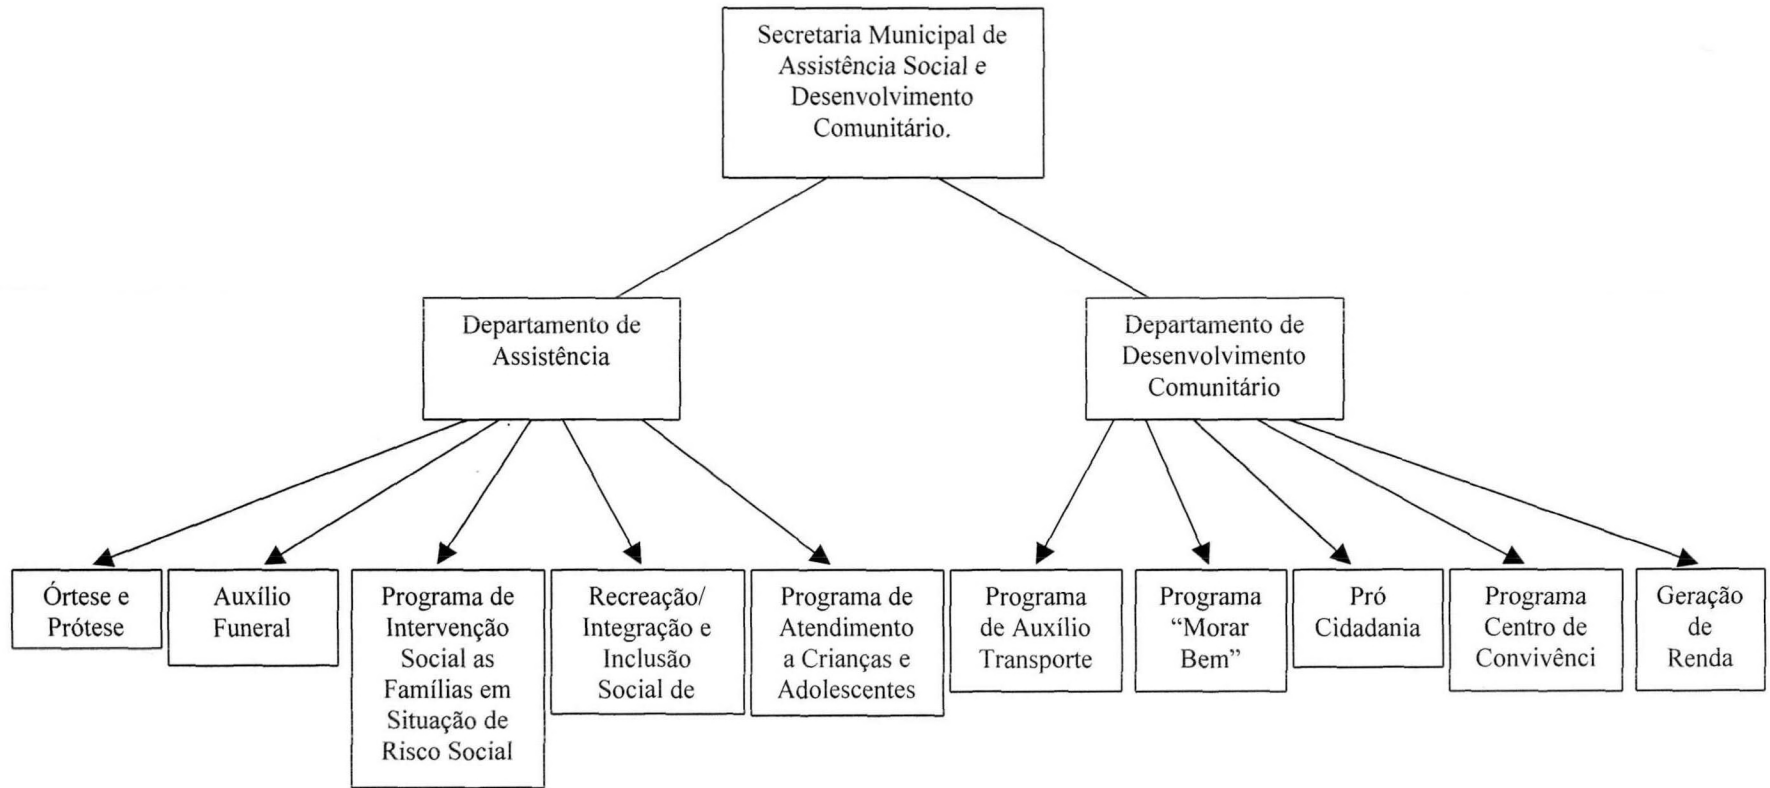 Secretaria Municipal de
Assistência Social e
Desenvolvimento
Comunitário.
Departamento de
Assistência
Departamento de
Desenvolvimento
Comunitário
Órtese e
Prótese
Auxílio
Funeral
Programa de
Intervenção
Social as
Famílias em
Situação de
Risco Social
Recreação/
Integração e
Inclusão
Social de
Programa de
Atendimento
a Crianças e
Adolescentes
Programa
de Auxílio
Transporte
Programa
“Morar
Bem”
Pró
Cidadania
Programa
Centro de
Convivênci
Geração
de
Renda